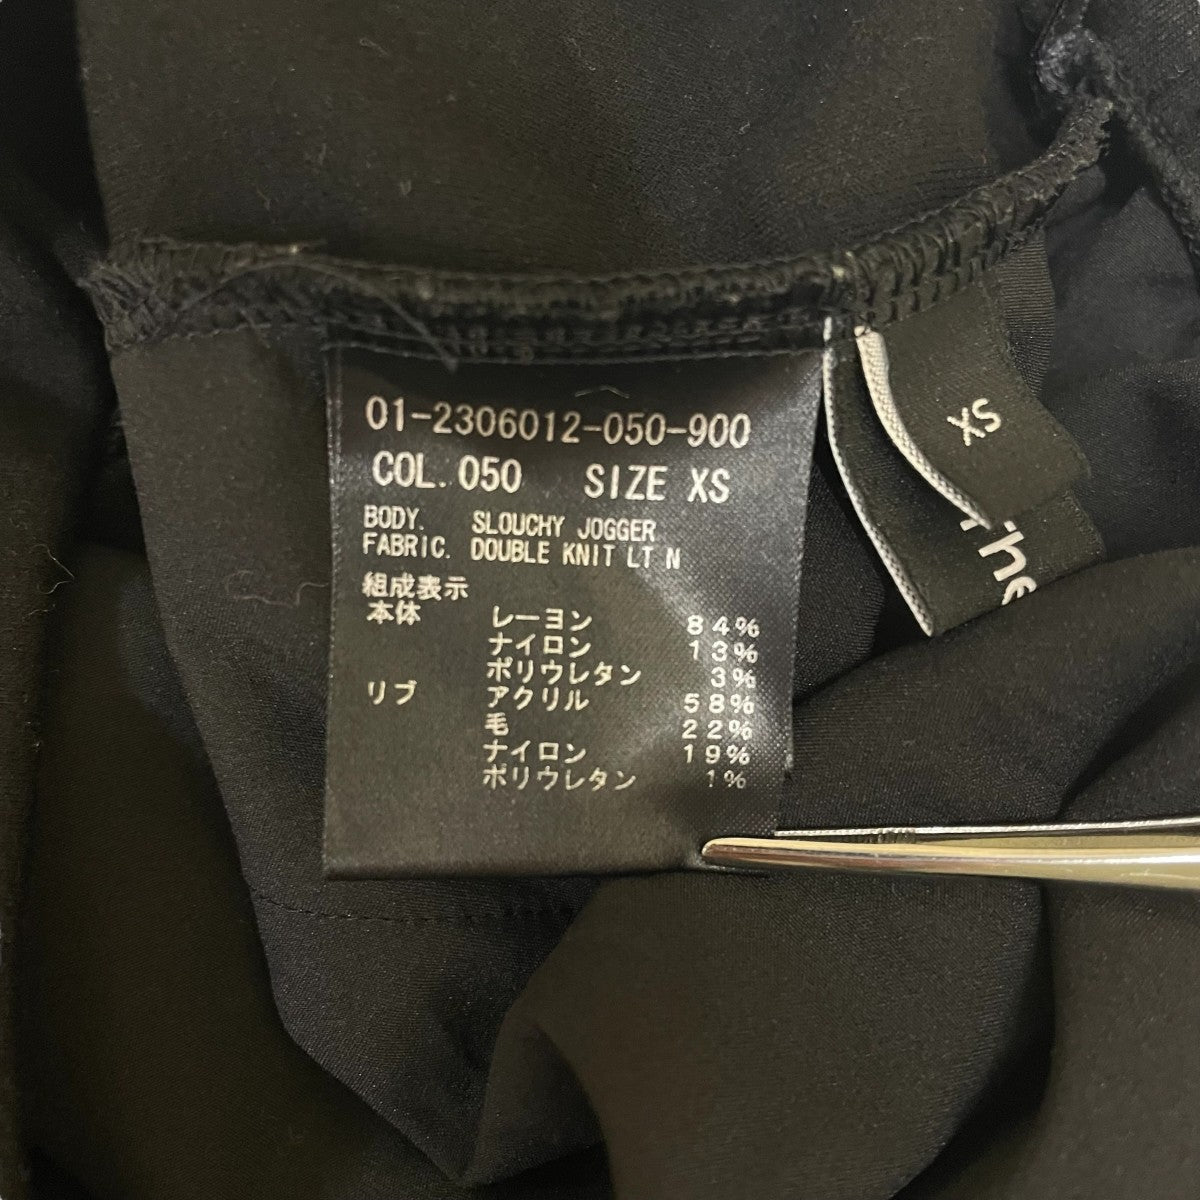 01-2306012-050-900
COL. 050 SIZE XS
BODY. SLOUCHY JOGGER
FABRIC. DOUBLE KNIT LT N
組成表示
本体 レーヨン 84%
ナイロン 13%
ポリウレタン 3%
リブ アクリル 58%
毛 22%
ナイロン 19%
ポリウレタン 1%
XS